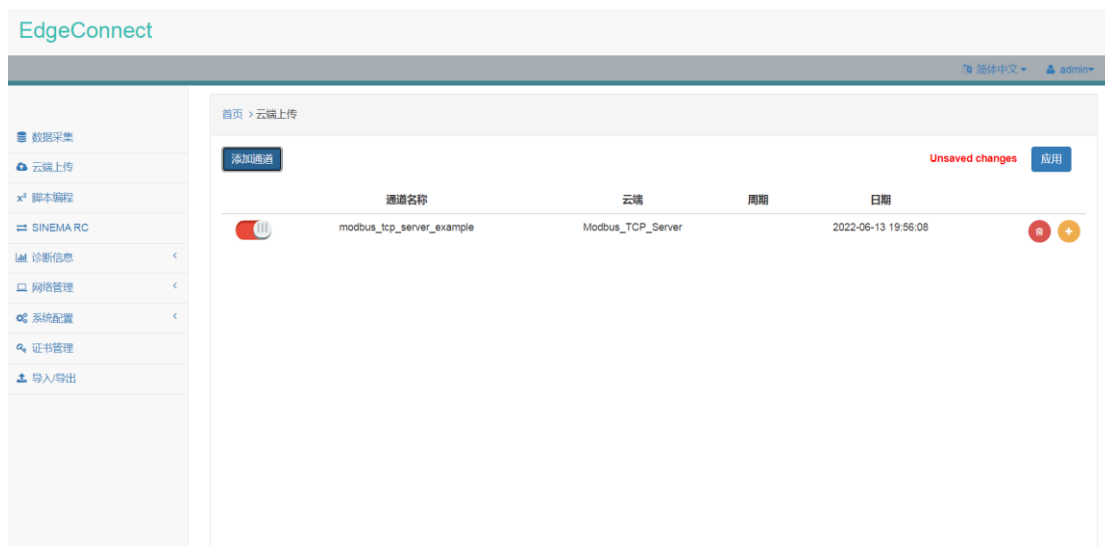 EdgeConnect
简体中文 admin
首页 › 云端上传
数据采集
云端上传
x² 脚本编程
SINEMA RC
诊断信息
网络管理
系统配置
证书管理
导入/导出
添加通道
Unsaved changes 应用
通道名称 云端 周期 日期
modbus_tcp_server_example Modbus_TCP_Server 2022-06-13 19:56:08